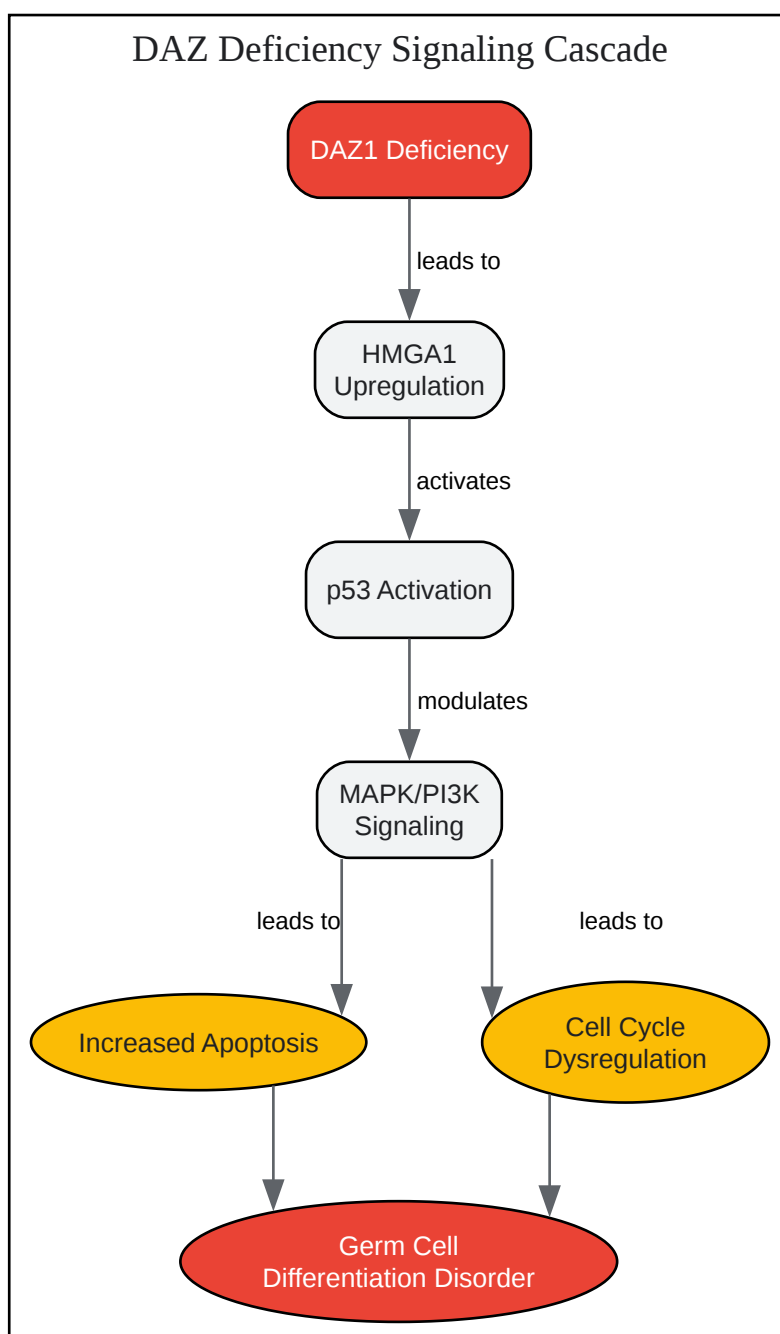 DAZ Deficiency Signaling Cascade
DAZ1 Deficiency
leads to
HMGA1
Upregulation
activates
p53 Activation
modulates
MAPK/PI3K
Signaling
leads to
leads to
Increased Apoptosis
Cell Cycle
Dysregulation
Germ Cell
Differentiation Disorder